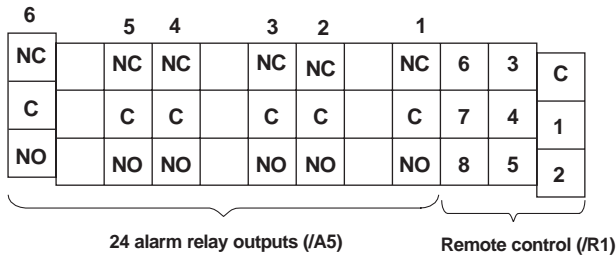 6 5 4 3 2 1
NC NC NC NC NC NC 6 3 C
C C C C C C 7 4 1
NO NO NO NO NO NO 8 5 2
24 alarm relay outputs (/A5) Remote control (/R1)